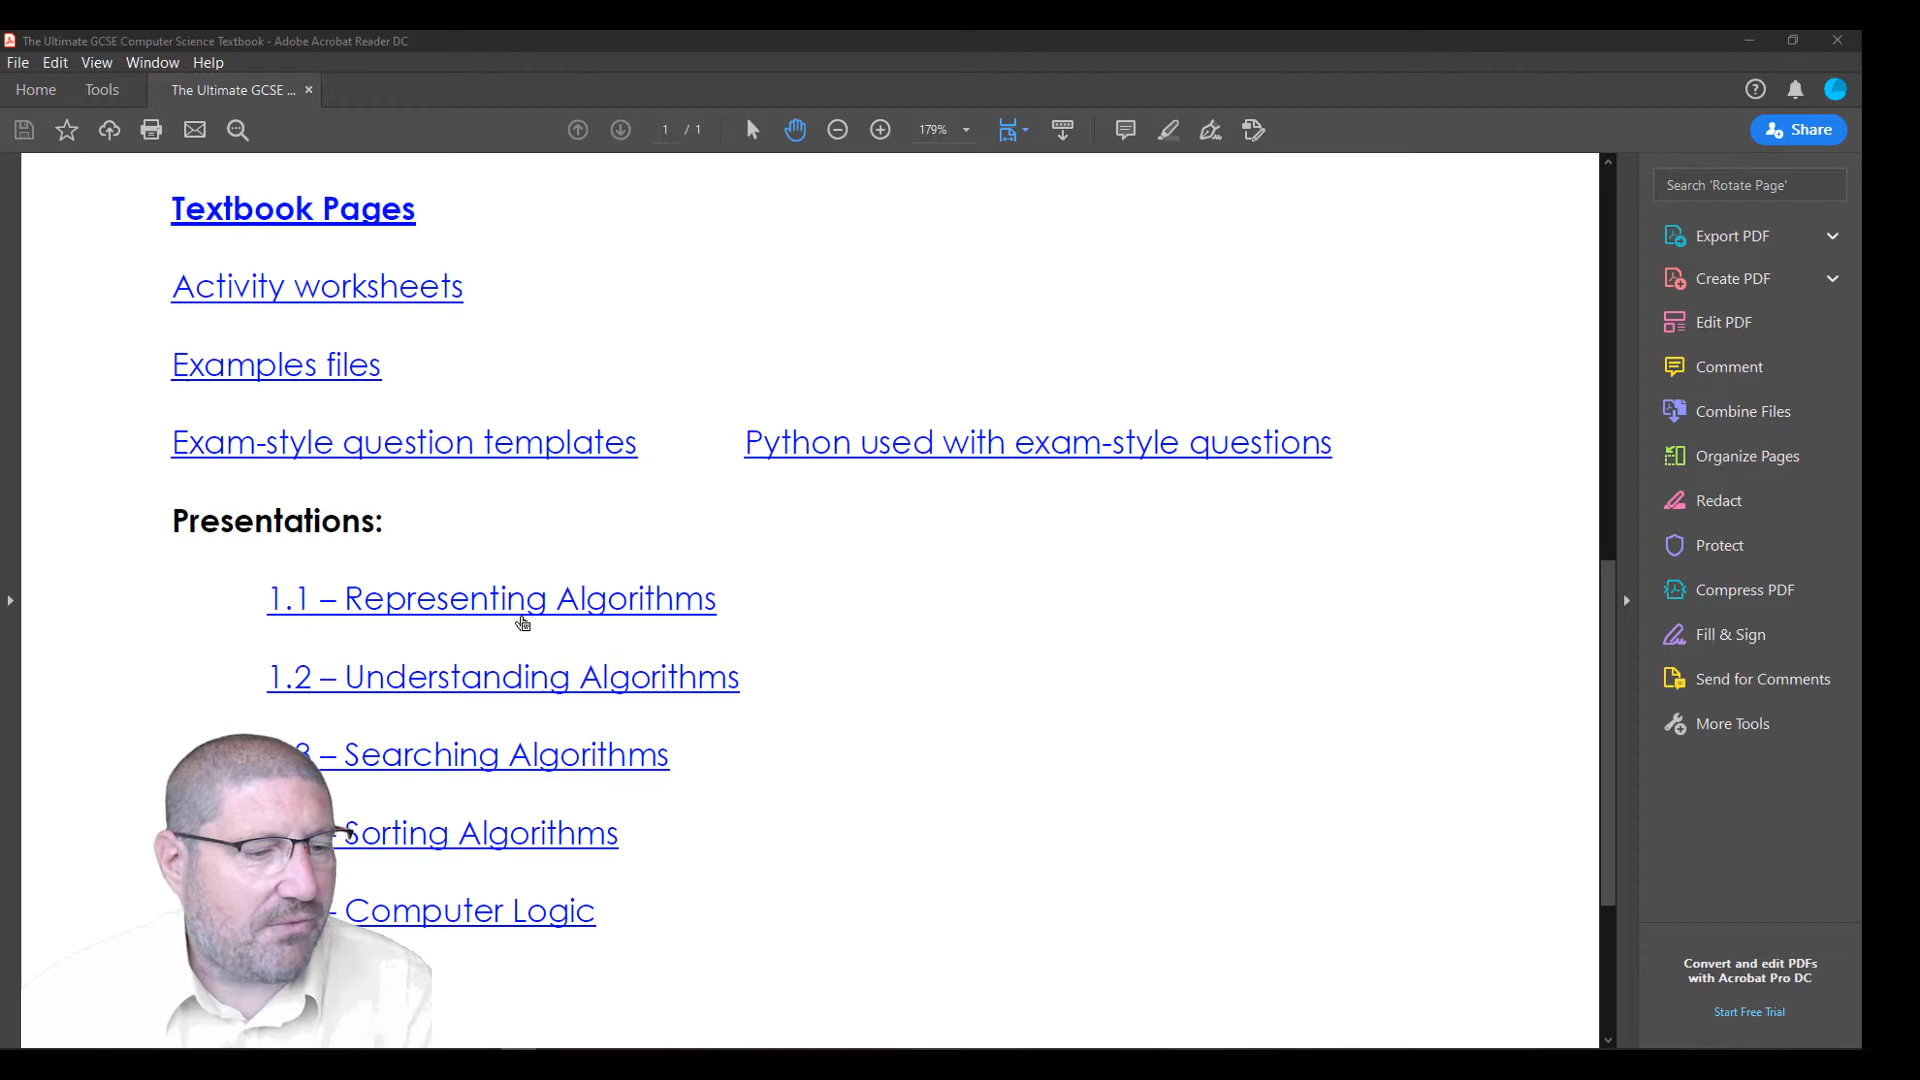 The Ultimate GCSE Computer Science Textbook - Adobe Acrobat Reader DC
File Edit View Window Help
Home Tools The Ultimate GCSE ... ×
1 / 1 179% Share
Textbook Pages
Activity worksheets
Examples files
Exam-style question templates Python used with exam-style questions
Presentations:
1.1 – Representing Algorithms
1.2 – Understanding Algorithms
3 – Searching Algorithms
Sorting Algorithms
Computer Logic
Search 'Rotate Page'
Export PDF
Create PDF
Edit PDF
Comment
Combine Files
Organize Pages
Redact
Protect
Compress PDF
Fill & Sign
Send for Comments
More Tools
Convert and edit PDFs
with Acrobat Pro DC
Start Free Trial